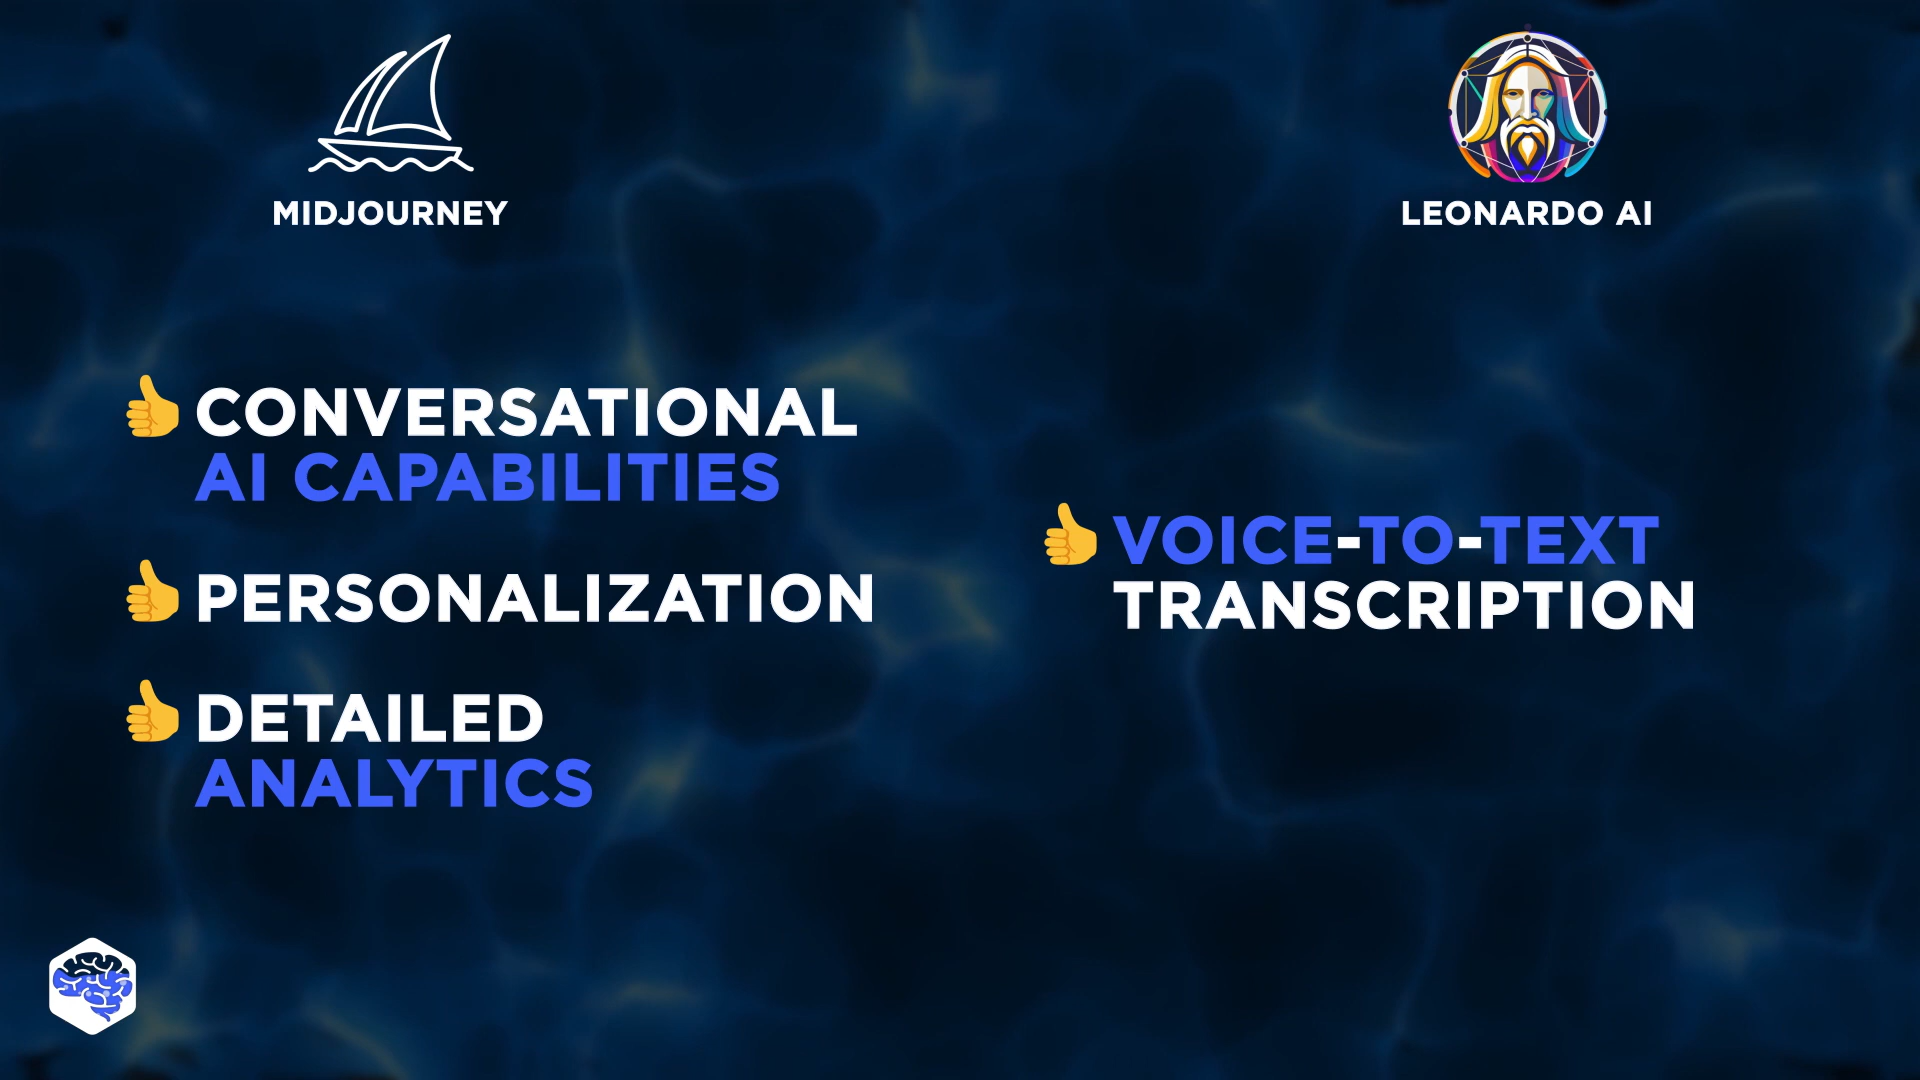 MIDJOURNEY
LEONARDO AI
CONVERSATIONAL
AI CAPABILITIES
PERSONALIZATION
DETAILED
ANALYTICS
VOICE-TO-TEXT
TRANSCRIPTION